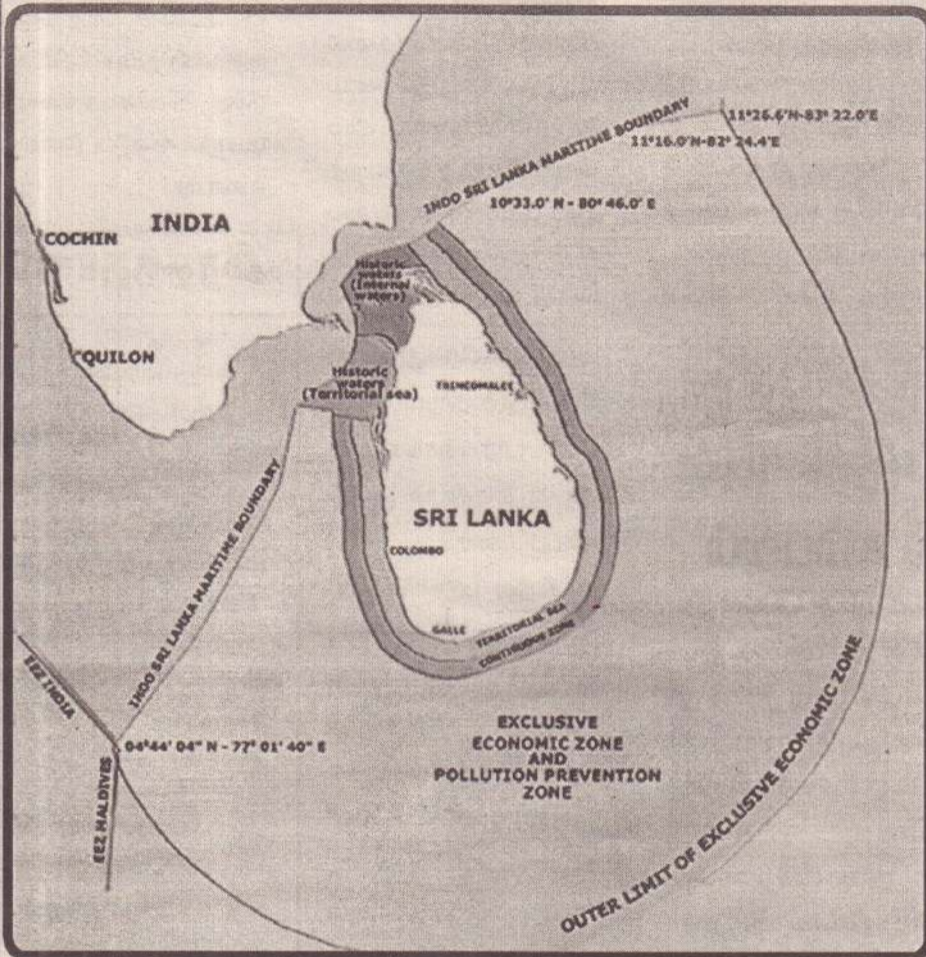 INDO SRI LANKA MARITIME BOUNDARY
11°26.6'N-83° 22.0'E
11°16.0'N-82° 24.4'E
10°33.0' N - 80° 46.0' E
INDIA
COCHIN
QUILON
Historic
waters
(Internal
waters)
Historic
waters
(Territorial sea)
TRINCOMALEE
SRI LANKA
COLOMBO
GALLE
TERRITORIAL SEA
CONTIGUOUS ZONE
INDO SRI LANKA MARITIME BOUNDARY
EEZ INDIA
04°44' 04" N - 77° 01' 40" E
EEZ MALDIVES
EXCLUSIVE
ECONOMIC ZONE
AND
POLLUTION PREVENTION
ZONE
OUTER LIMIT OF EXCLUSIVE ECONOMIC ZONE